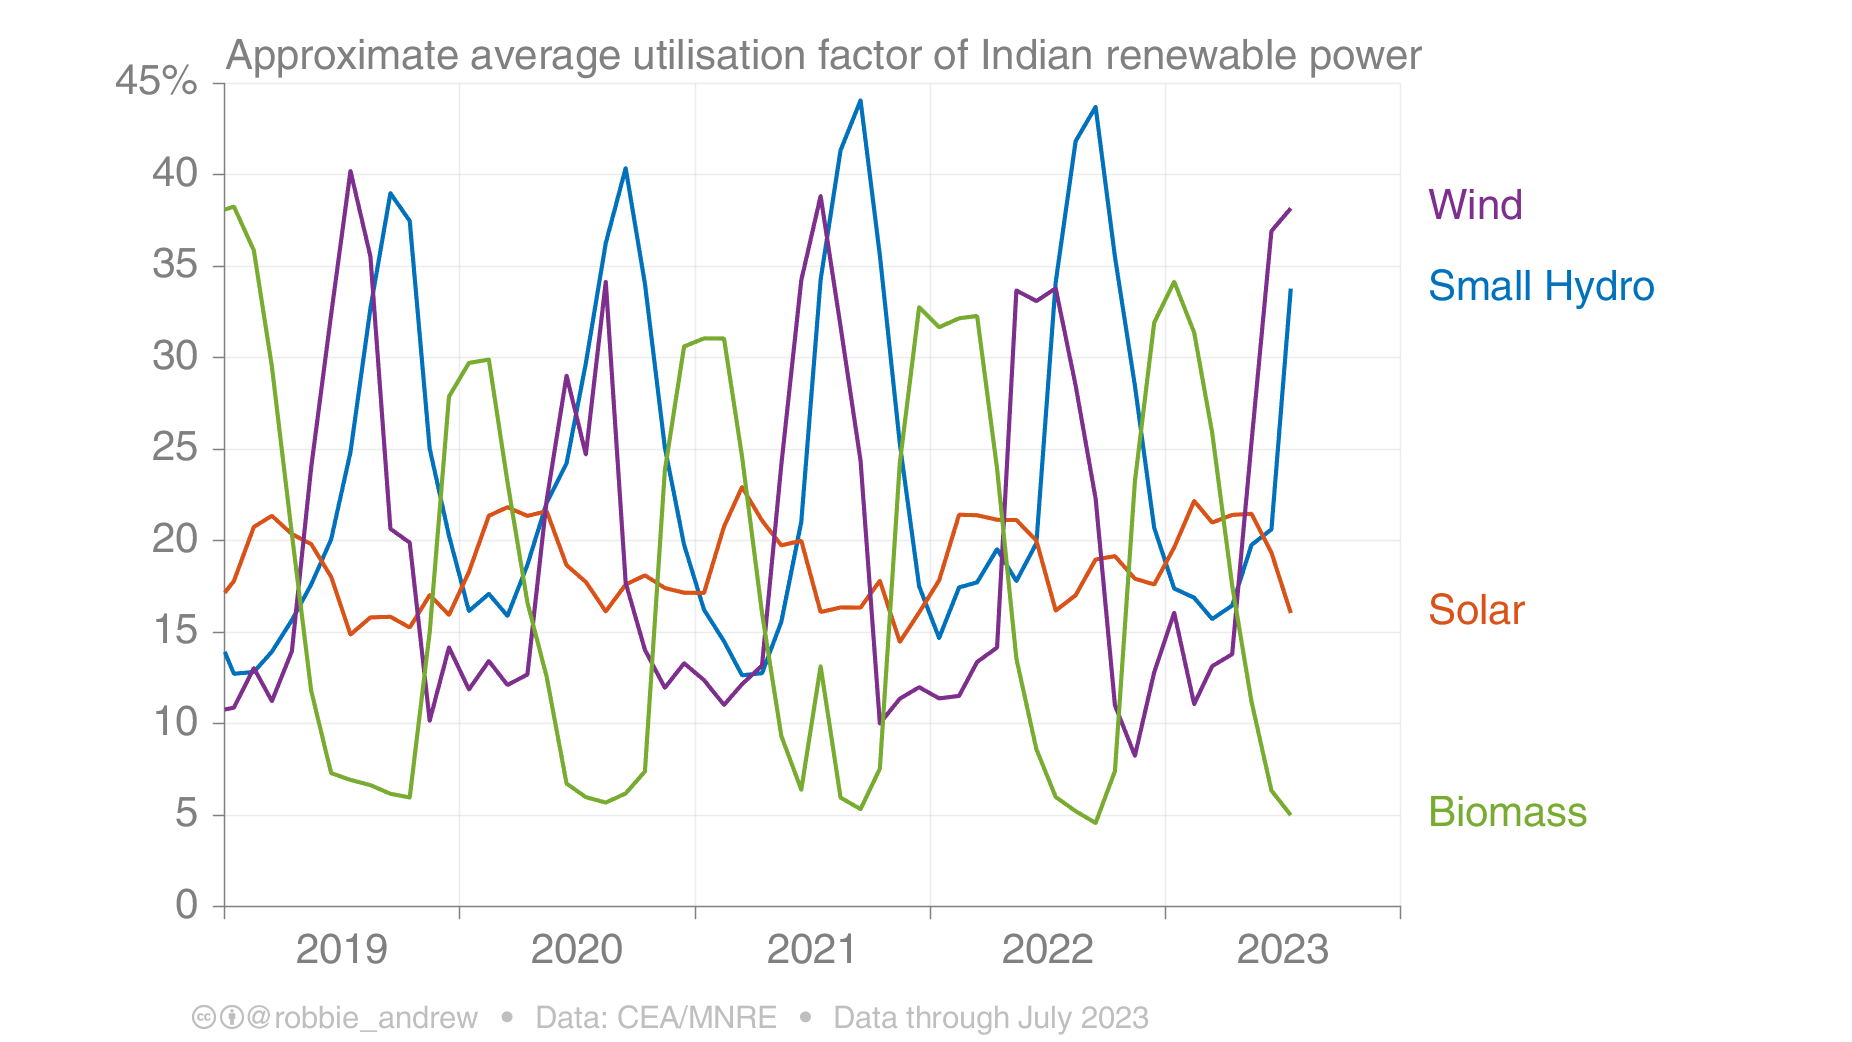 Approximate average utilisation factor of Indian renewable power
45%
40
35
30
25
20
15
10
5
0
Wind
Small Hydro
Solar
Biomass
2019 2020 2021 2022 2023
@robbie_andrew • Data: CEA/MNRE • Data through July 2023